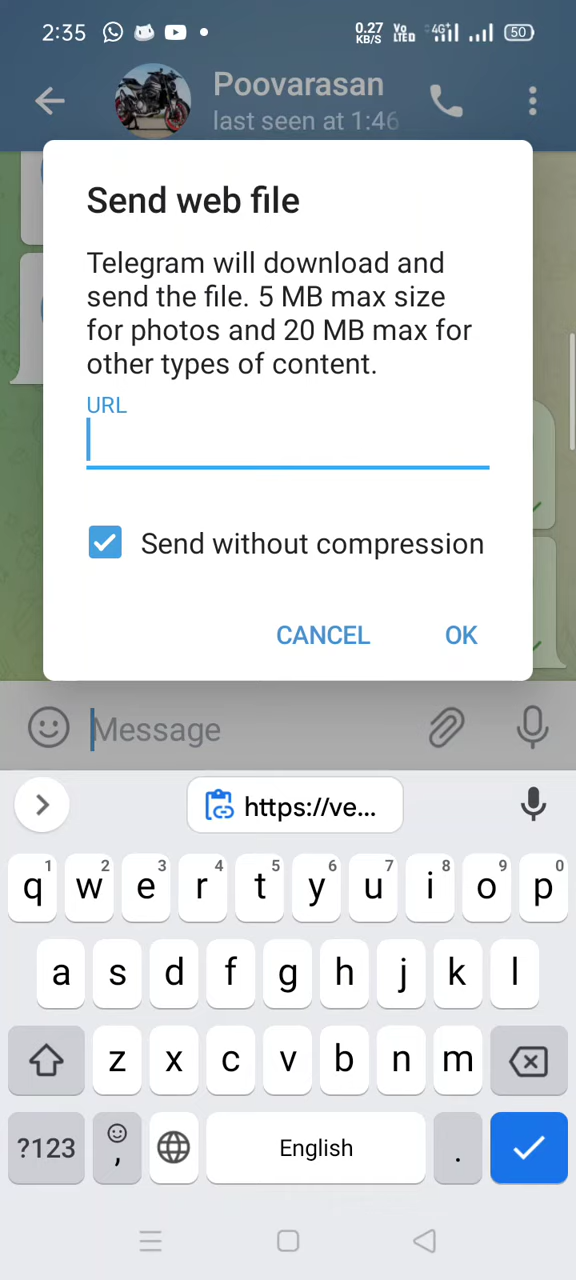 2:35
0.27 KB/S
Vo LTED
4G+
50
Poovarasan
last seen at 1:46
Send web file
Telegram will download and
send the file. 5 MB max size
for photos and 20 MB max for
other types of content.
URL
Send without compression
CANCEL OK
Message
https://ve...
1 2 3 4 5 6 7 8 9 0
q w e r t y u i o p
a s d f g h j k l
z x c v b n m
?123 , English .